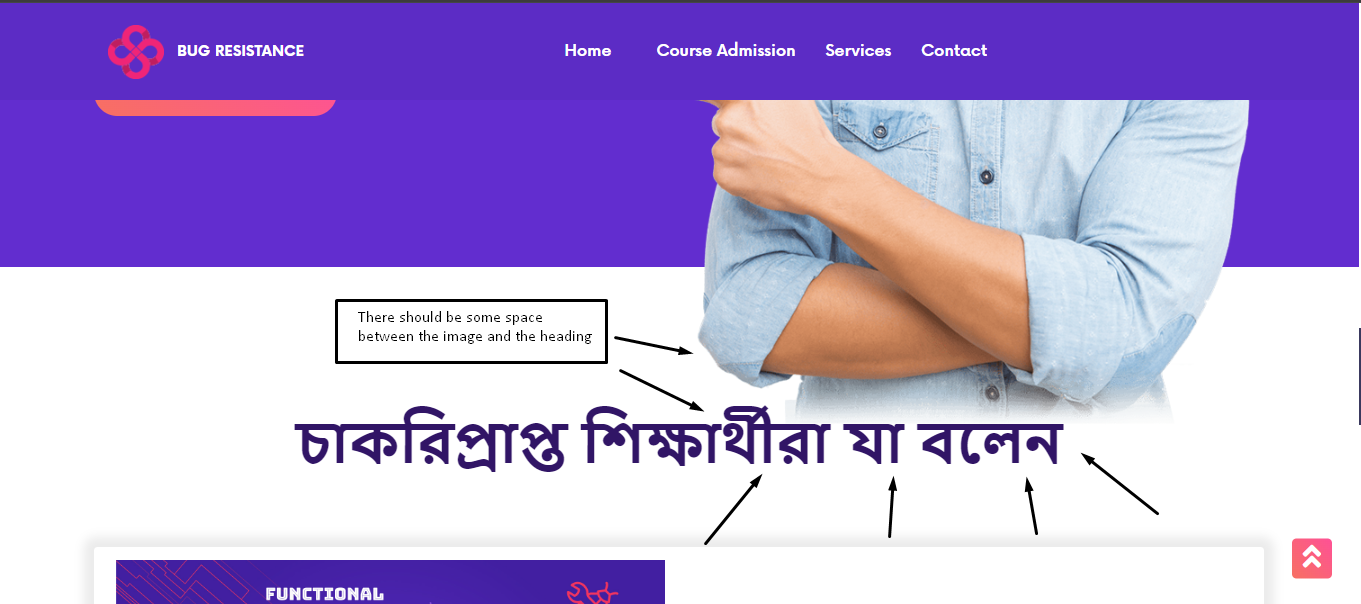 BUG RESISTANCE
Home Course Admission Services Contact
There should be some space
between the image and the heading
চাকরিপ্রাপ্ত শিক্ষার্থীরা যা বলেন
FUNCTIONAL